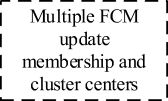 Multiple FCM
update
membership and
cluster centers